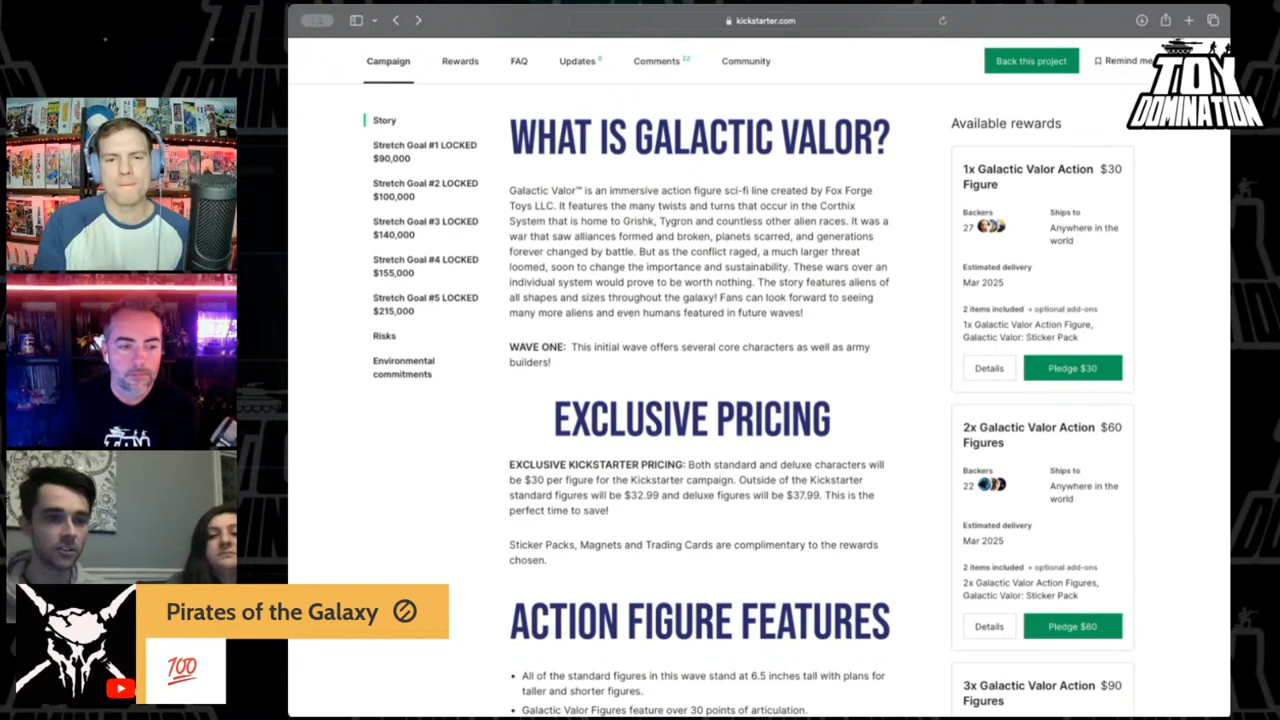 kickstarter.com
Campaign Rewards FAQ Updates 0 Comments 22 Community Back this project Remind me
TOY
DOMINATION
Story
Stretch Goal #1 LOCKED
$90,000
Stretch Goal #2 LOCKED
$100,000
Stretch Goal #3 LOCKED
$140,000
Stretch Goal #4 LOCKED
$155,000
Stretch Goal #5 LOCKED
$215,000
Risks
Environmental
commitments
WHAT IS GALACTIC VALOR?
Galactic Valor™ is an immersive action figure sci-fi line created by Fox Forge
Toys LLC. It features the many twists and turns that occur in the Corthix
System that is home to Grishk, Tygron and countless other alien races. It was a
war that saw alliances formed and broken, planets scarred, and generations
forever changed by battle. But as the conflict raged, a much larger threat
loomed, soon to change the importance and sustainability. These wars over an
individual system would prove to be worth nothing. The story features aliens of
all shapes and sizes throughout the galaxy! Fans can look forward to seeing
many more aliens and even humans featured in future waves!
WAVE ONE: This initial wave offers several core characters as well as army
builders!
EXCLUSIVE PRICING
EXCLUSIVE KICKSTARTER PRICING: Both standard and deluxe characters will
be $30 per figure for the Kickstarter campaign. Outside of the Kickstarter
standard figures will be $32.99 and deluxe figures will be $37.99. This is the
perfect time to save!
Sticker Packs, Magnets and Trading Cards are complimentary to the rewards
chosen.
ACTION FIGURE FEATURES
• All of the standard figures in this wave stand at 6.5 inches tall with plans for
taller and shorter figures.
• Galactic Valor Figures feature over 30 points of articulation.
Available rewards
1x Galactic Valor Action $30
Figure
Backers Ships to
27 Anywhere in the
world
Estimated delivery
Mar 2025
2 items included + optional add-ons
1x Galactic Valor Action Figure,
Galactic Valor: Sticker Pack
Details Pledge $30
2x Galactic Valor Action $60
Figures
Backers Ships to
22 Anywhere in the
world
Estimated delivery
Mar 2025
2 items included + optional add-ons
2x Galactic Valor Action Figures,
Galactic Valor: Sticker Pack
Details Pledge $60
3x Galactic Valor Action $90
Figures
Pirates of the Galaxy
100